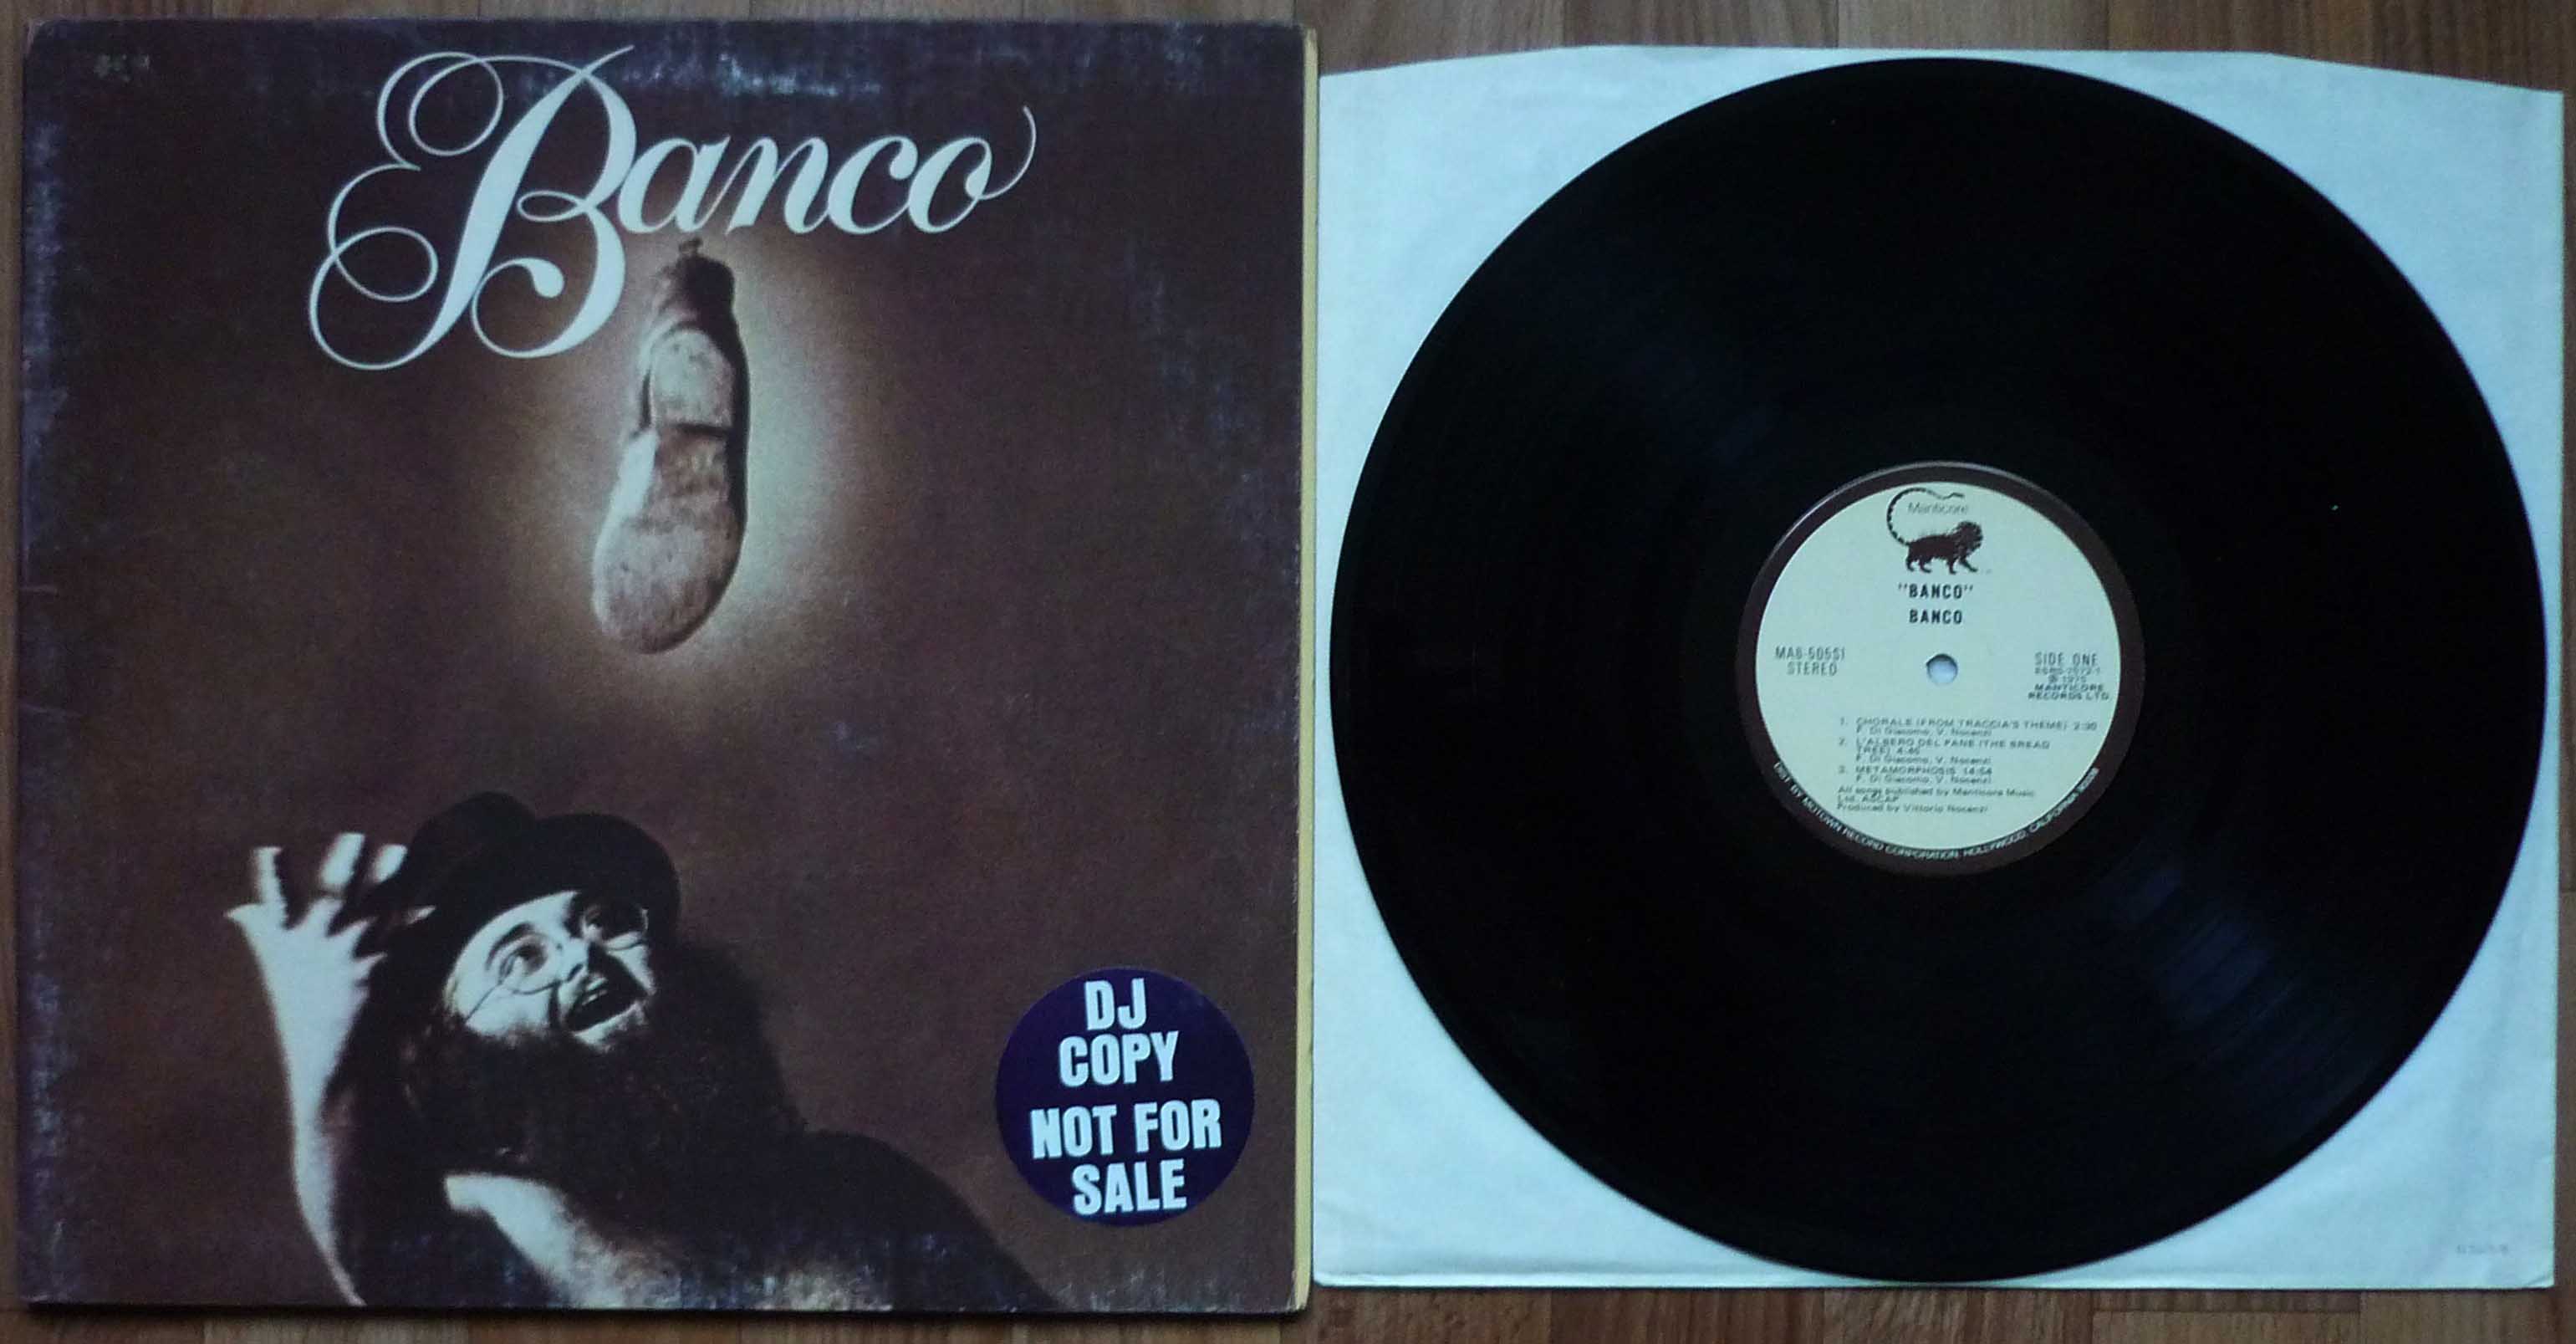 Banco
DJ
COPY
NOT FOR
SALE
Manticore
"BANCO"
BANCO
MA6-505S1
STEREO
SIDE ONE
℗ 1975
MANTICORE
RECORDS LTD.
1. CHORALE (FROM TRACCIA'S THEME) 2:30
F. Di Giacomo, V. Nocenzi
2. L'ALBERO DEL PANE (THE BREAD
TREE) 4:45
F. Di Giacomo, V. Nocenzi
3. METAMORPHOSIS 14:54
F. Di Giacomo, V. Nocenzi
All songs published by Manticore Music
Ltd. ASCAP
Produced by Vittorio Nocenzi
DIST. BY MOTOWN RECORD CORPORATION, HOLLYWOOD, CALIFORNIA 90028